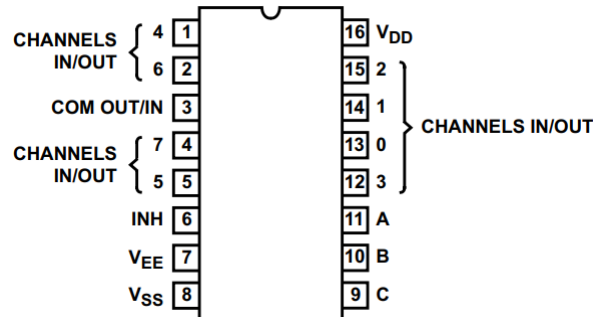 CHANNELS
IN/OUT
4 1
6 2
COM OUT/IN 3
CHANNELS
IN/OUT
7 4
5 5
INH 6
VEE 7
VSS 8
16 VDD
15 2
14 1
13 0
12 3
CHANNELS IN/OUT
11 A
10 B
9 C